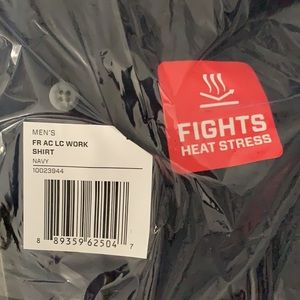 MEN'S
FR AC LC WORK
SHIRT
NAVY
10023944
8 89359 62504 7
FIGHTS
HEAT STRESS